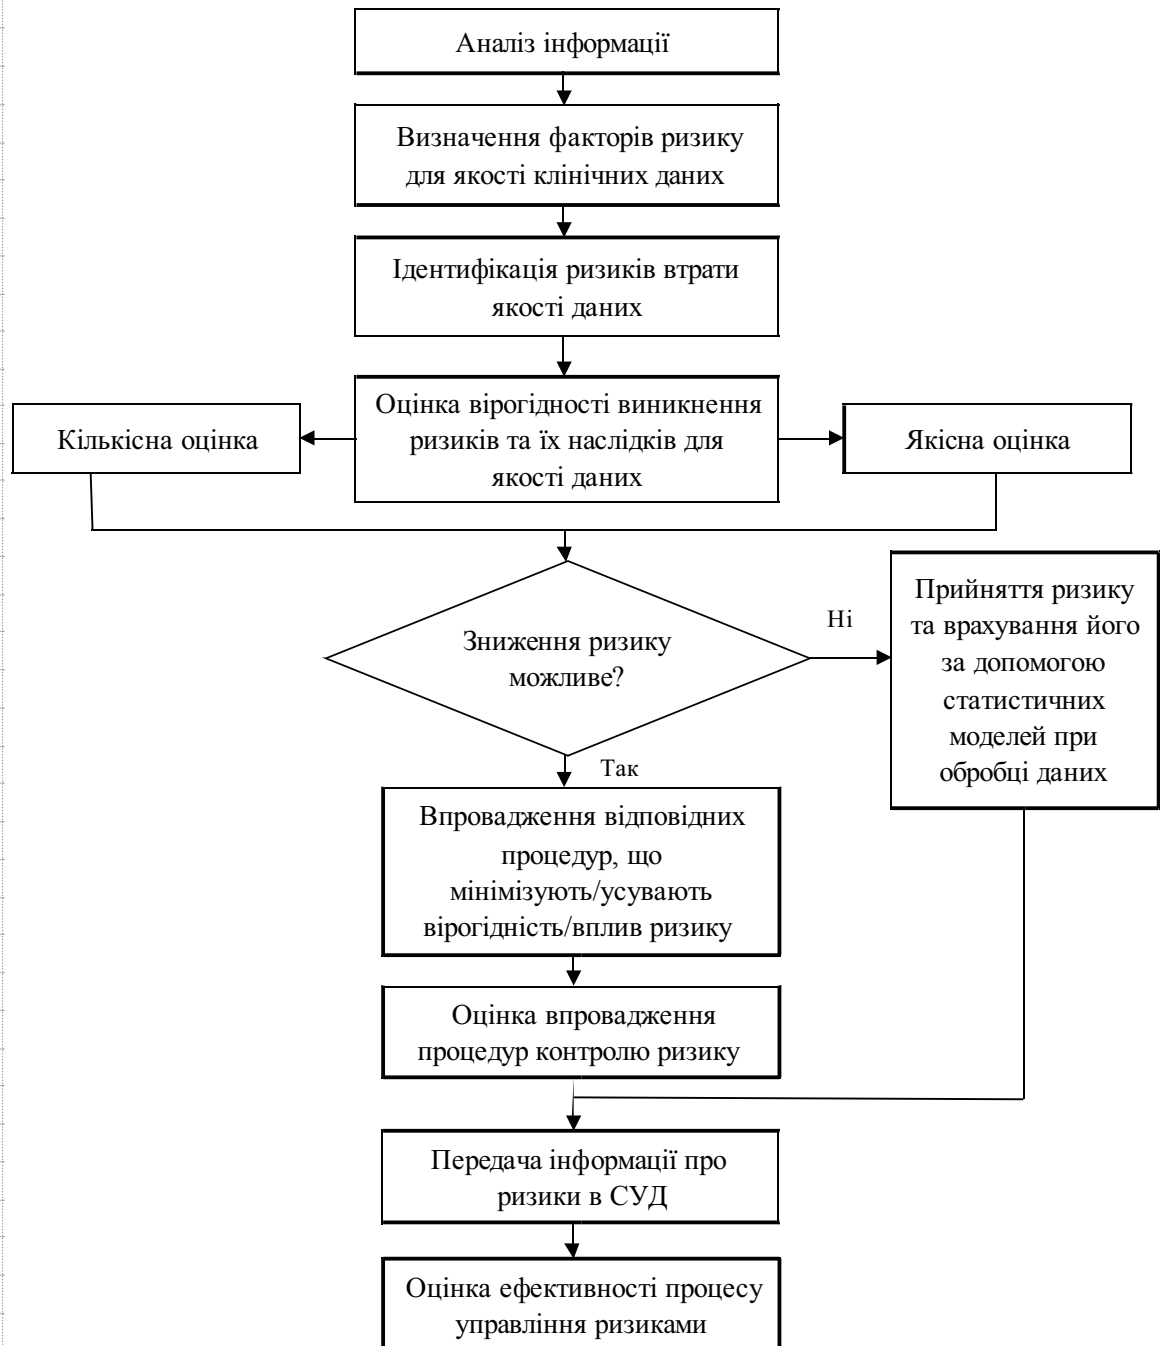 Аналіз інформації
Визначення факторів ризику
для якості клінічних даних
Ідентифікація ризиків втрати
якості даних
Оцінка вірогідності виникнення
ризиків та їх наслідків для
якості даних
Кількісна оцінка
Якісна оцінка
Зниження ризику
можливе?
Ні
Прийняття ризику
та врахування його
за допомогою
статистичних
моделей при
обробці даних
Так
Впровадження відповідних
процедур, що
мінімізують/усувають
вірогідність/вплив ризику
Оцінка впровадження
процедур контролю ризику
Передача інформації про
ризики в СУД
Оцінка ефективності процесу
управління ризиками